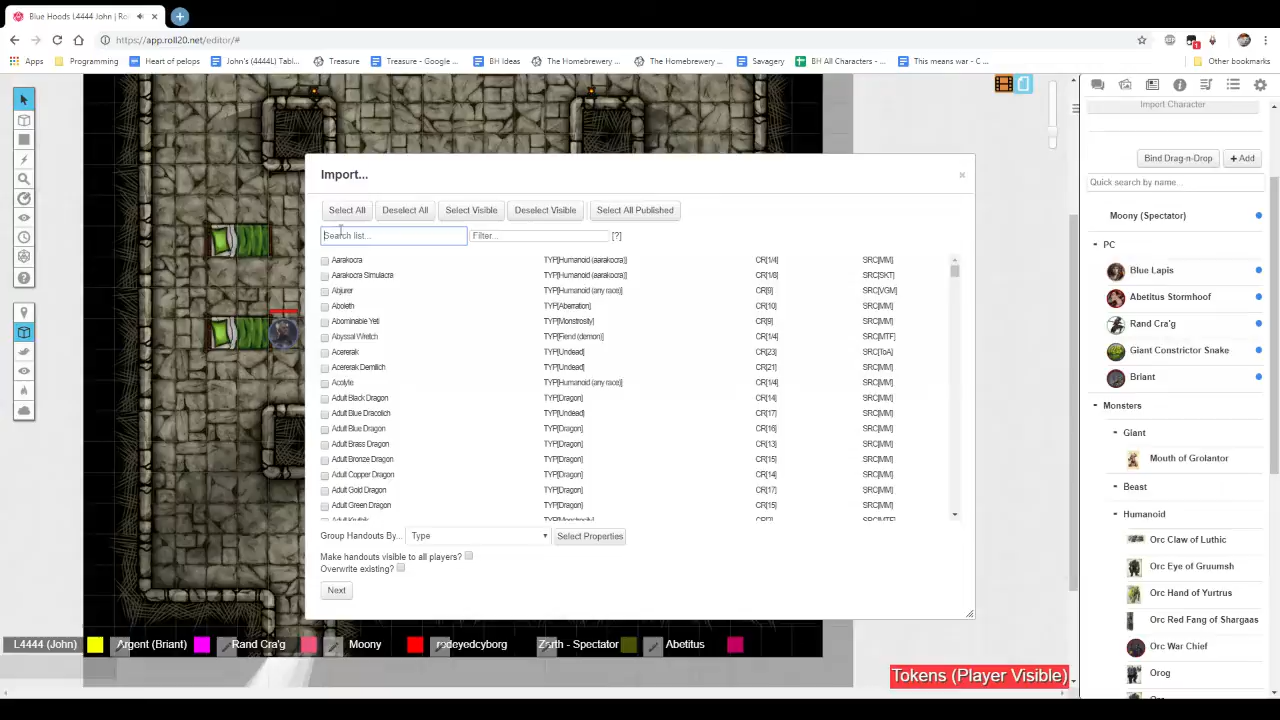 Blue Hoods L4444 John | Ro
https://app.roll20.net/editor/#
Apps Programming Heart of pelops John's (4444L) Tabl... Treasure Treasure - Google ... BH Ideas The Homebrewery ... The Homebrewery ... Savagery BH All Characters - ... This means war - C ... Other bookmarks
Import...
Select All Deselect All Select Visible Deselect Visible Select All Published
Search list... Filter... [?]
Aarakocra TYP[Humanoid (aarakocra)] CR[1/4] SRC[MM]
Aarakocra Simulacra TYP[Humanoid (aarakocra)] CR[1/8] SRC[SKT]
Abjurer TYP[Humanoid (any race)] CR[9] SRC[VGM]
Aboleth TYP[Aberration] CR[10] SRC[MM]
Abominable Yeti TYP[Monstrosity] CR[9] SRC[MM]
Abyssal Wretch TYP[Fiend (demon)] CR[1/4] SRC[MTF]
Acererak TYP[Undead] CR[23] SRC[ToA]
Acererak Demilich TYP[Undead] CR[21] SRC[MM]
Acolyte TYP[Humanoid (any race)] CR[1/4] SRC[MM]
Adult Black Dragon TYP[Dragon] CR[14] SRC[MM]
Adult Blue Dracolich TYP[Undead] CR[17] SRC[MM]
Adult Blue Dragon TYP[Dragon] CR[16] SRC[MM]
Adult Brass Dragon TYP[Dragon] CR[13] SRC[MM]
Adult Bronze Dragon TYP[Dragon] CR[15] SRC[MM]
Adult Copper Dragon TYP[Dragon] CR[14] SRC[MM]
Adult Gold Dragon TYP[Dragon] CR[17] SRC[MM]
Adult Green Dragon TYP[Dragon] CR[15] SRC[MM]
Adult Kruthik TYP[Monstrosity] CR[2] SRC[MTF]
Group Handouts By... Type Select Properties
Make handouts visible to all players?
Overwrite existing?
Next
L4444 (John) Argent (Briant) Rand Cra'g Moony rodeyedcyborg Zorth - Spectator Abetitus
Tokens (Player Visible)
Import Character
Bind Drag-n-Drop + Add
Quick search by name...
Moony (Spectator)
PC
Blue Lapis
Abetitus Stormhoof
Rand Cra'g
Giant Constrictor Snake
Briant
Monsters
Giant
Mouth of Grolantor
Beast
Humanoid
Orc Claw of Luthic
Orc Eye of Gruumsh
Orc Hand of Yurtrus
Orc Red Fang of Shargaas
Orc War Chief
Orog